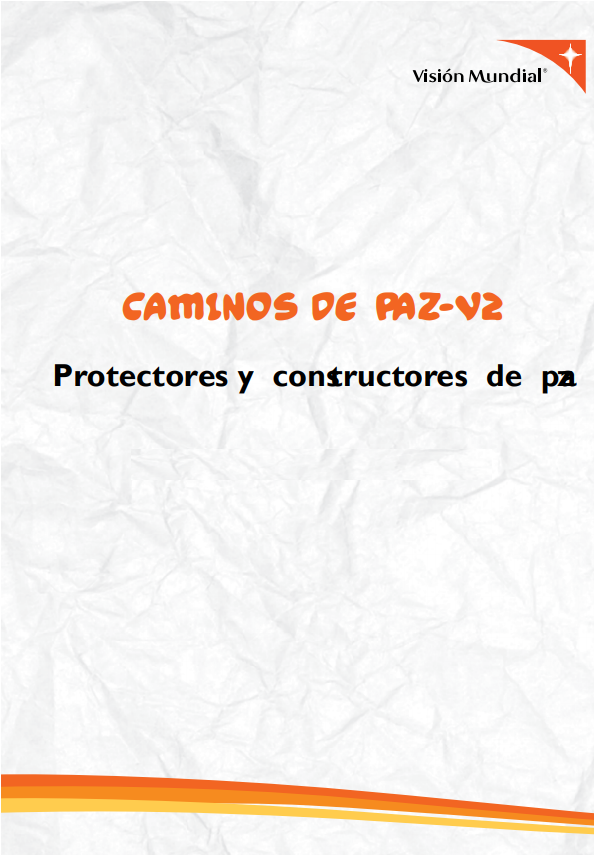 Visión Mundial®
CAMINOS DE PAZ-V2
Protectores y constructores de paz